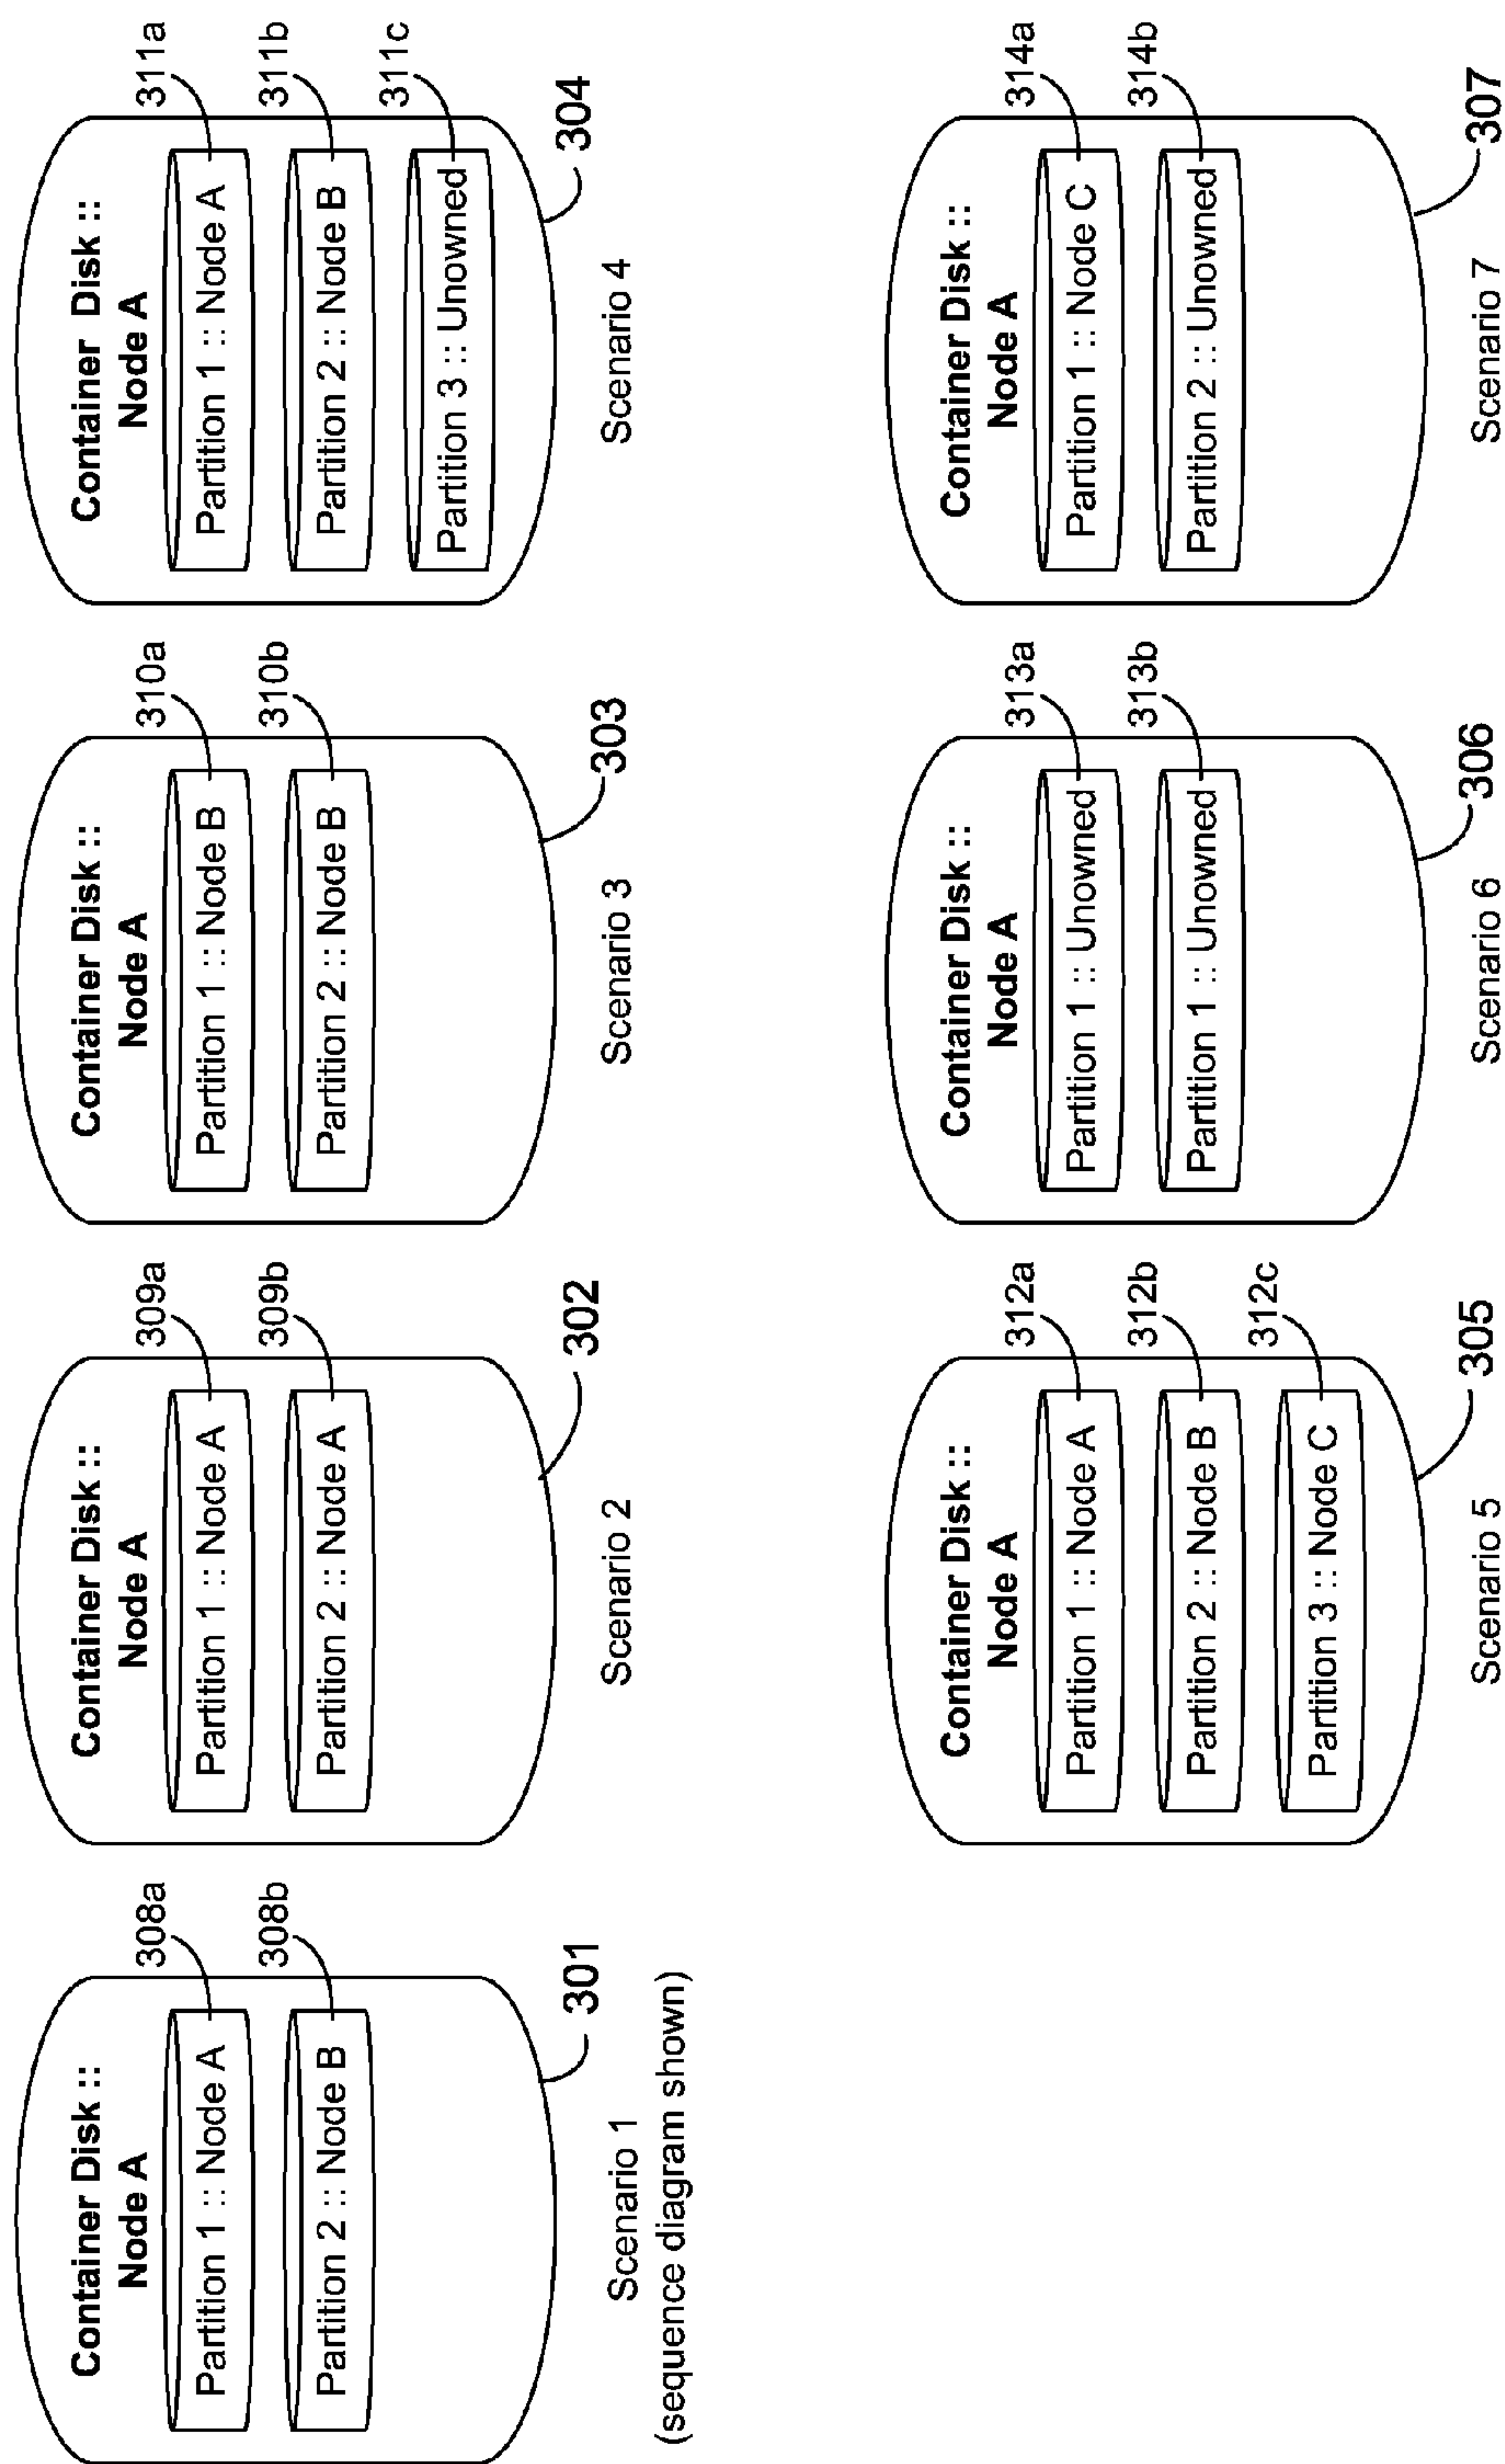 Container Disk ::
Node A
Partition 1 :: Node A
308a
Partition 2 :: Node B
308b
301
Scenario 1
(sequence diagram shown)
Container Disk ::
Node A
Partition 1 :: Node A
309a
Partition 2 :: Node A
309b
302
Scenario 2
Container Disk ::
Node A
Partition 1 :: Node B
310a
Partition 2 :: Node B
310b
303
Scenario 3
Container Disk ::
Node A
Partition 1 :: Node A
311a
Partition 2 :: Node B
311b
Partition 3 :: Unowned
311c
304
Scenario 4
Container Disk ::
Node A
Partition 1 :: Node A
312a
Partition 2 :: Node B
312b
Partition 3 :: Node C
312c
305
Scenario 5
Container Disk ::
Node A
Partition 1 :: Unowned
313a
Partition 1 :: Unowned
313b
306
Scenario 6
Container Disk ::
Node A
Partition 1 :: Node C
314a
Partition 2 :: Unowned
314b
307
Scenario 7